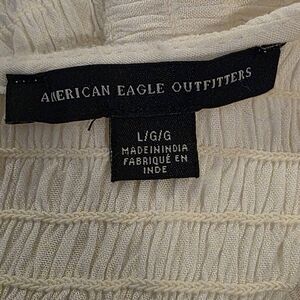 AMERICAN EAGLE OUTFITTERS
L/G/G
MADE IN INDIA
FABRIQUÉ EN
INDE